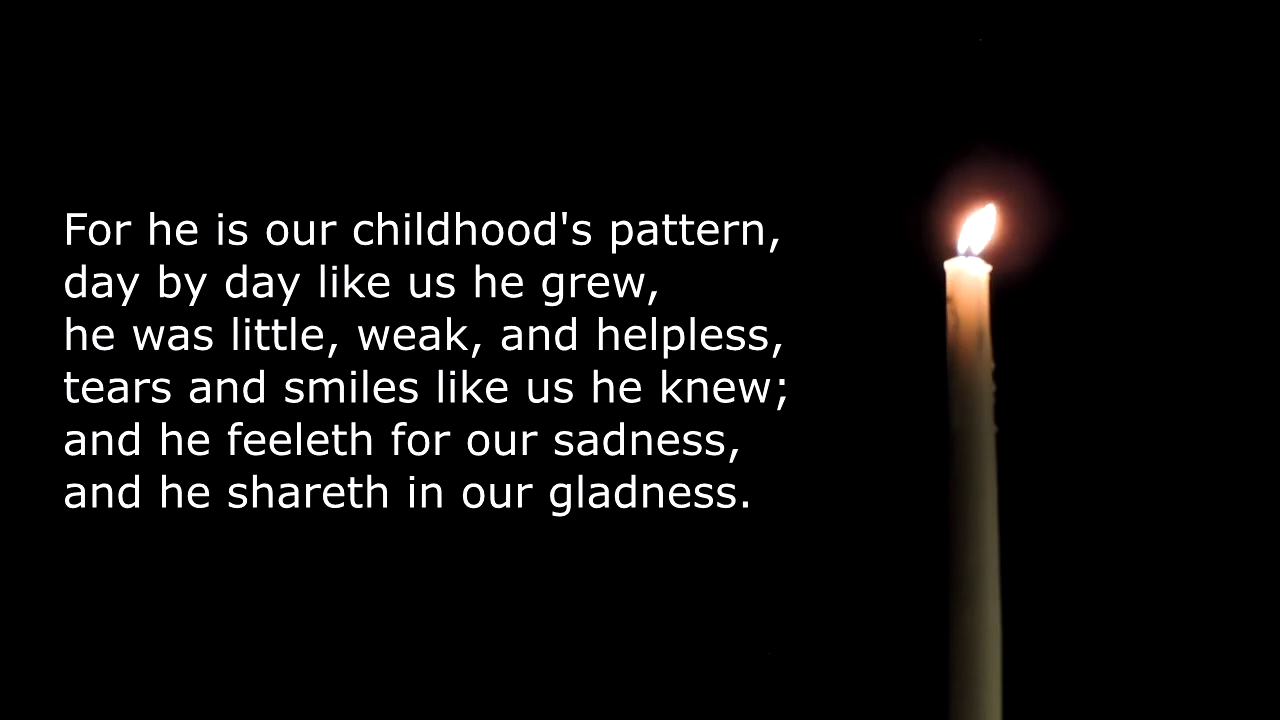 For he is our childhood's pattern,
day by day like us he grew,
he was little, weak, and helpless,
tears and smiles like us he knew;
and he feeleth for our sadness,
and he shareth in our gladness.